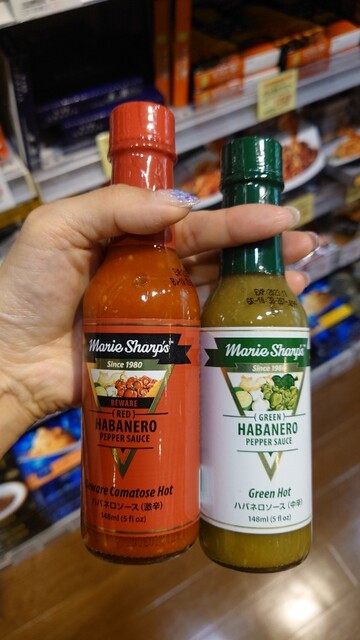 Marie Sharp's
Since 1980
BEWARE
(RED)
HABANERO
PEPPER SAUCE
Beware Comatose Hot
ハバネロソース (激辛)
148ml (5 fl oz)
Marie Sharp's
Since 1980
(GREEN)
HABANERO
PEPPER SAUCE
Green Hot
ハバネロソース (中辛)
148ml (5 fl oz)